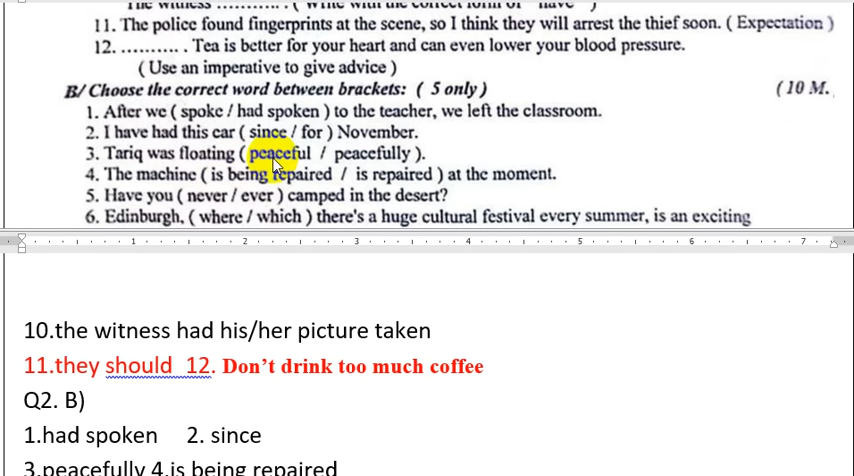 11. The police found fingerprints at the scene, so I think they will arrest the thief soon. ( Expectation )
12. ........... . Tea is better for your heart and can even lower your blood pressure.
( Use an imperative to give advice )
B/ Choose the correct word between brackets: ( 5 only ) (10 M.
1. After we ( spoke / had spoken ) to the teacher, we left the classroom.
2. I have had this car ( since / for ) November.
3. Tariq was floating ( peaceful / peacefully ).
4. The machine ( is being repaired / is repaired ) at the moment.
5. Have you ( never / ever ) camped in the desert?
6. Edinburgh, ( where / which ) there's a huge cultural festival every summer, is an exciting
1 2 3 4 5 6 7
10.the witness had his/her picture taken
11.they should 12. Don’t drink too much coffee
Q2. B)
1.had spoken 2. since
3.peacefully 4.is being repaired